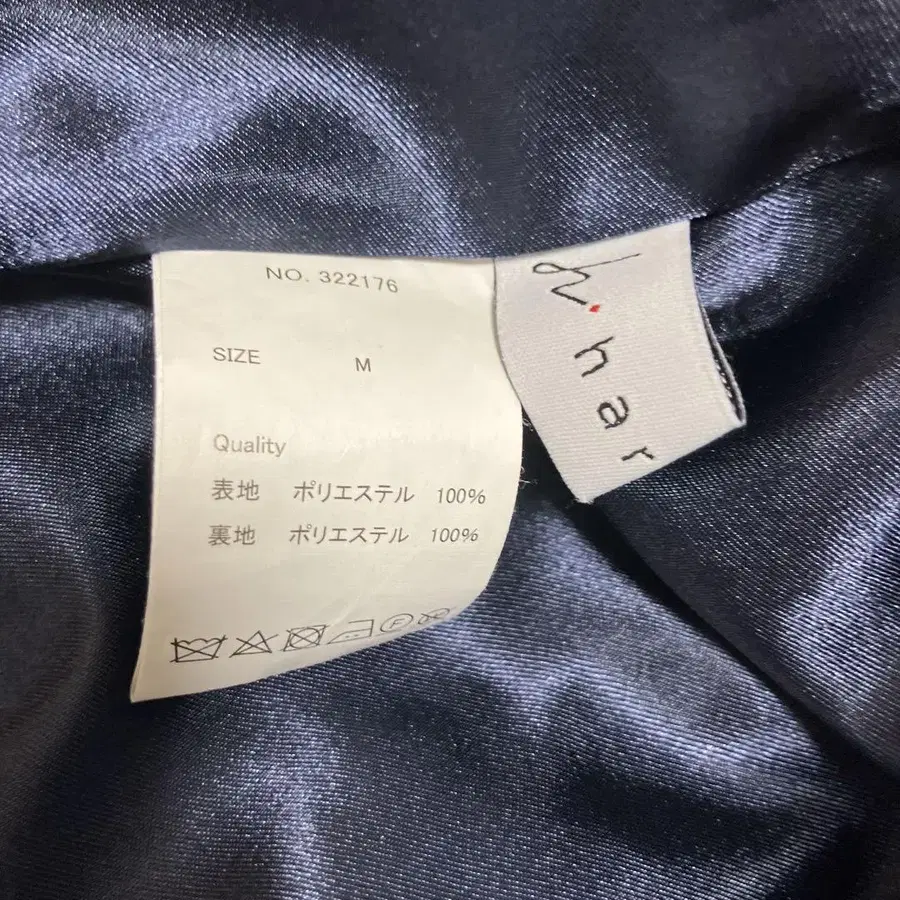 NO. 322176
SIZE M
Quality
表地 ポリエステル 100%
裏地 ポリエステル 100%
F
har